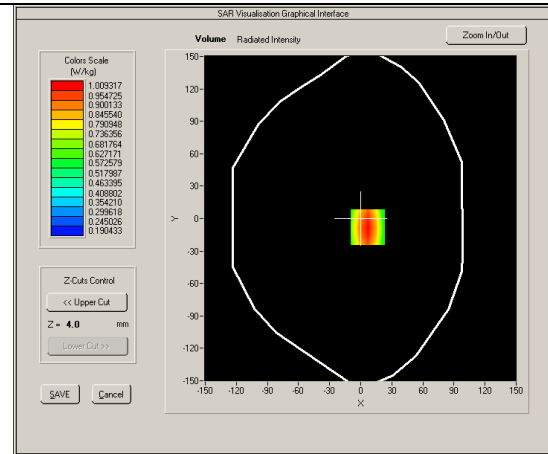 SAR Visualisation Graphical Interface
Volume Radiated Intensity
Zoom In/Out
Colors Scale
(W/kg)
1.009317
0.954725
0.900133
0.845540
0.790948
0.736356
0.681764
0.627171
0.572579
0.517987
0.463395
0.408802
0.354210
0.299618
0.245026
0.190433
Z-Cuts Control
<< Upper Cut
Z = 4.0 mm
Lower Cut >>
SAVE Cancel
150
120
90
60
30
0
-30
-60
-90
-120
-150
Y
-150 -120 -90 -60 -30 0 30 60 90 120 150
X